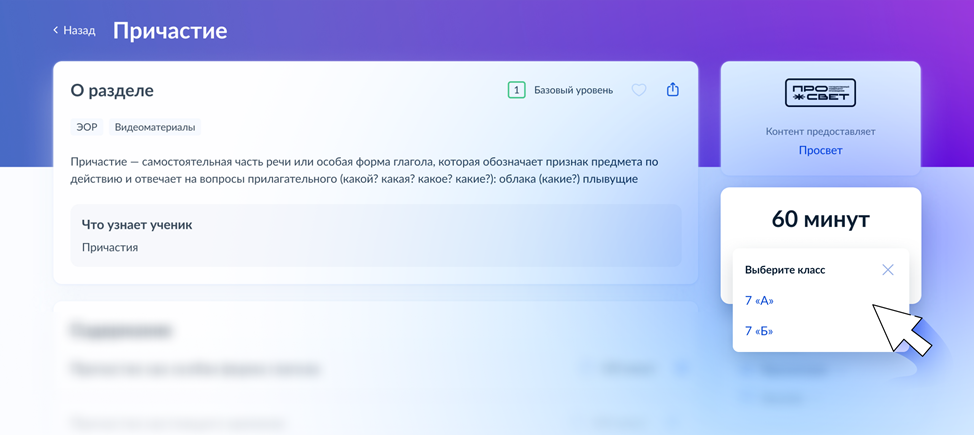 Назад
Причастие
О разделе
1
Базовый уровень
ЭОР
Видеоматериалы
Причастие — самостоятельная часть речи или особая форма глагола, которая обозначает признак предмета по
действию и отвечает на вопросы прилагательного (какой? какая? какое? какие?): облака (какие?) плывущие
Что узнает ученик
Причастия
ПРО
СВЕТ
Контент предоставляет
Просвет
60 минут
Выберите класс
7 «А»
7 «Б»